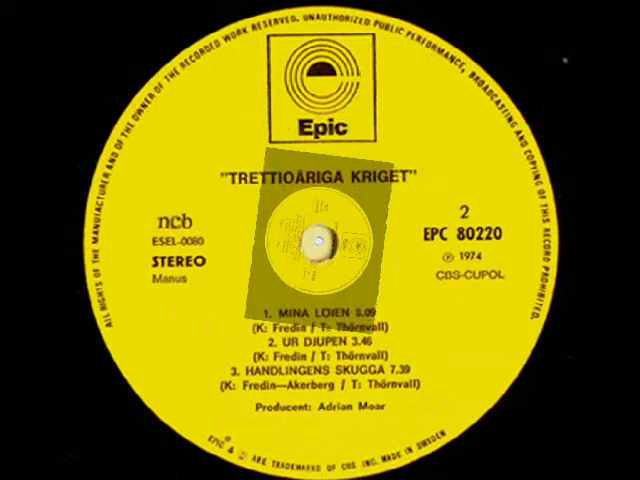 ALL RIGHTS OF THE MANUFACTURER AND OF THE OWNER OF THE RECORDED WORK RESERVED. UNAUTHORIZED PUBLIC PERFORMANCE, BROADCASTING AND COPYING OF THIS RECORD PROHIBITED.
Epic
"TRETTIOÅRIGA KRIGET"
ncb
ESEL-0080
STEREO
Manus
2
EPC 80220
℗ 1974
CBS-CUPOL
1. MINA LÖJEN 8.09
(K: Fredin / T: Thörnvall)
2. UR DJUPEN 3.46
(K: Fredin / T: Thörnvall)
3. HANDLINGENS SKUGGA 7.39
(K: Fredin—Åkerberg / T: Thörnvall)
Producent: Adrian Moar
EPIC ® & ARE TRADEMARKS OF CBS INC. MADE IN SWEDEN